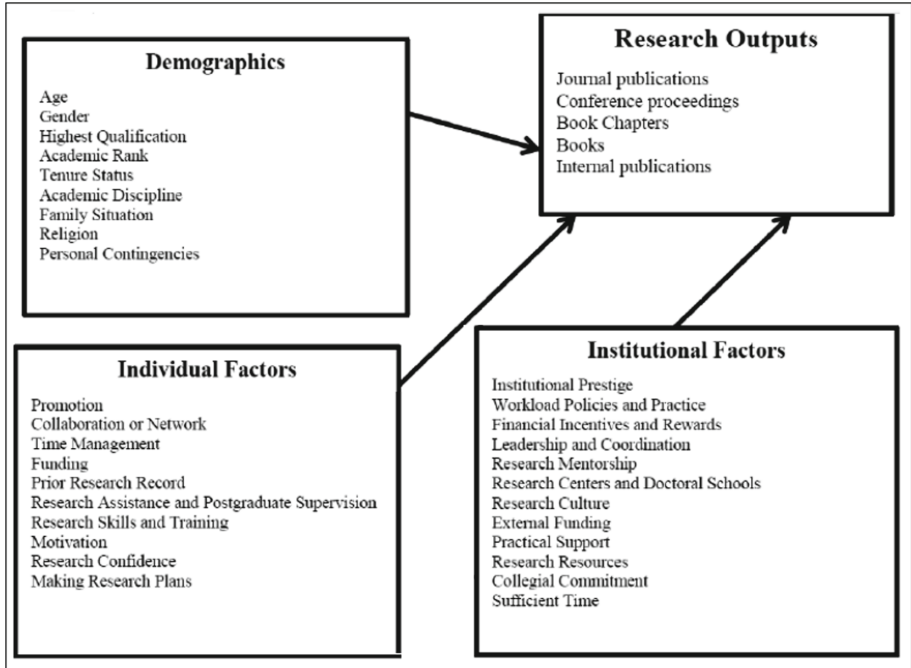 Demographics
Age
Gender
Highest Qualification
Academic Rank
Tenure Status
Academic Discipline
Family Situation
Religion
Personal Contingencies
Research Outputs
Journal publications
Conference proceedings
Book Chapters
Books
Internal publications
Individual Factors
Promotion
Collaboration or Network
Time Management
Funding
Prior Research Record
Research Assistance and Postgraduate Supervision
Research Skills and Training
Motivation
Research Confidence
Making Research Plans
Institutional Factors
Institutional Prestige
Workload Policies and Practice
Financial Incentives and Rewards
Leadership and Coordination
Research Mentorship
Research Centers and Doctoral Schools
Research Culture
External Funding
Practical Support
Research Resources
Collegial Commitment
Sufficient Time